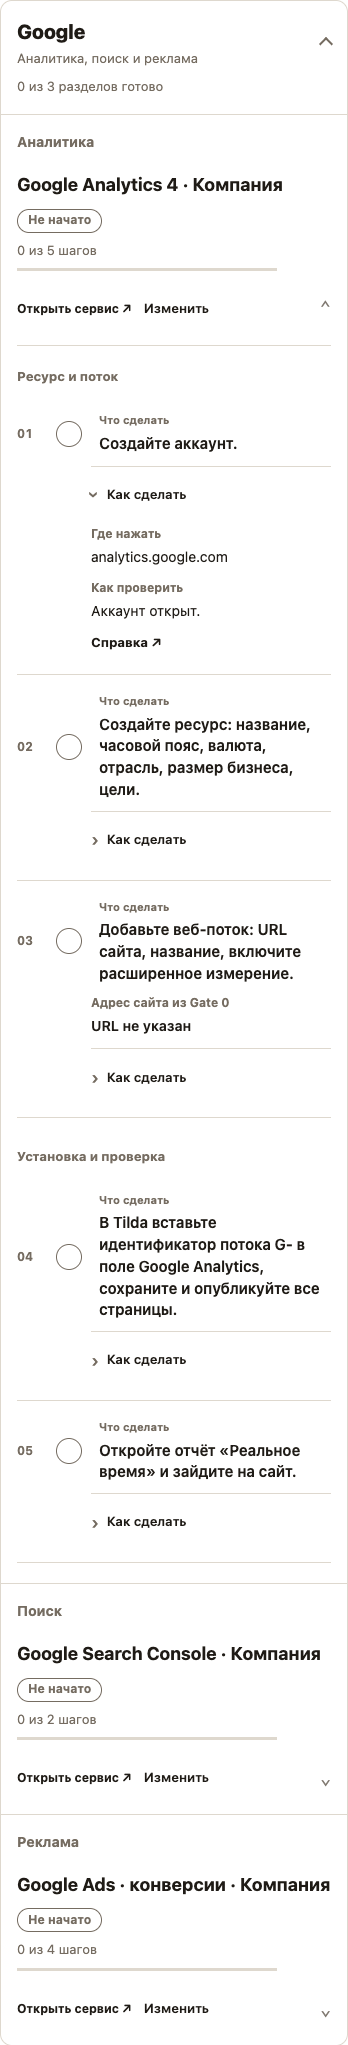 Google
Аналитика, поиск и реклама
0 из 3 разделов готово
Аналитика
Google Analytics 4 · Компания
Не начато
0 из 5 шагов
Открыть сервис ↗ Изменить
Ресурс и поток
01
Что сделать
Создайте аккаунт.
Как сделать
Где нажать
analytics.google.com
Как проверить
Аккаунт открыт.
Справка ↗
02
Что сделать
Создайте ресурс: название,
часовой пояс, валюта,
отрасль, размер бизнеса,
цели.
Как сделать
03
Что сделать
Добавьте веб-поток: URL
сайта, название, включите
расширенное измерение.
Адрес сайта из Gate 0
URL не указан
Как сделать
Установка и проверка
04
Что сделать
В Tilda вставьте
идентификатор потока G- в
поле Google Analytics,
сохраните и опубликуйте все
страницы.
Как сделать
05
Что сделать
Откройте отчёт «Реальное
время» и зайдите на сайт.
Как сделать
Поиск
Google Search Console · Компания
Не начато
0 из 2 шагов
Открыть сервис ↗ Изменить
Реклама
Google Ads · конверсии · Компания
Не начато
0 из 4 шагов
Открыть сервис ↗ Изменить